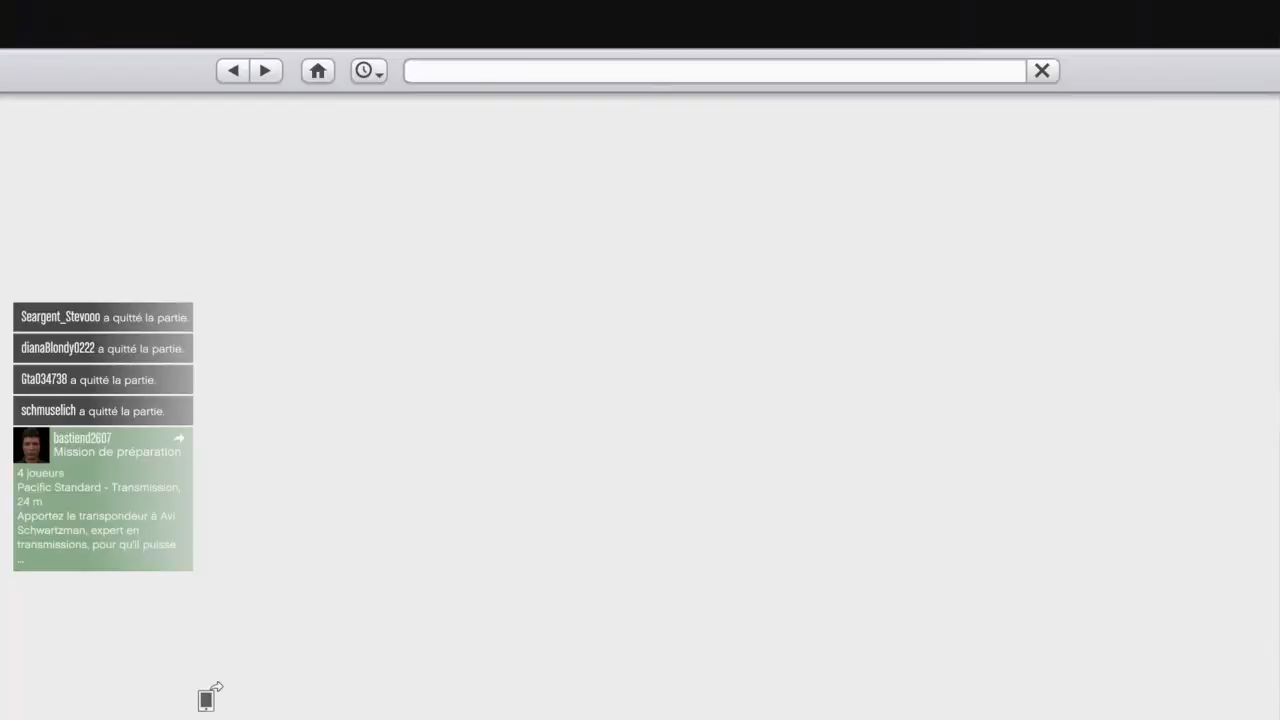 Seargent_Stevooo a quitté la partie.
dianaBlondy0222 a quitté la partie.
Gta034738 a quitté la partie.
schmuselich a quitté la partie.
bastiend2607
Mission de préparation
4 joueurs
Pacific Standard - Transmission,
24 m
Apportez le transpondeur à Avi
Schwartzman, expert en
transmissions, pour qu'il puisse
...